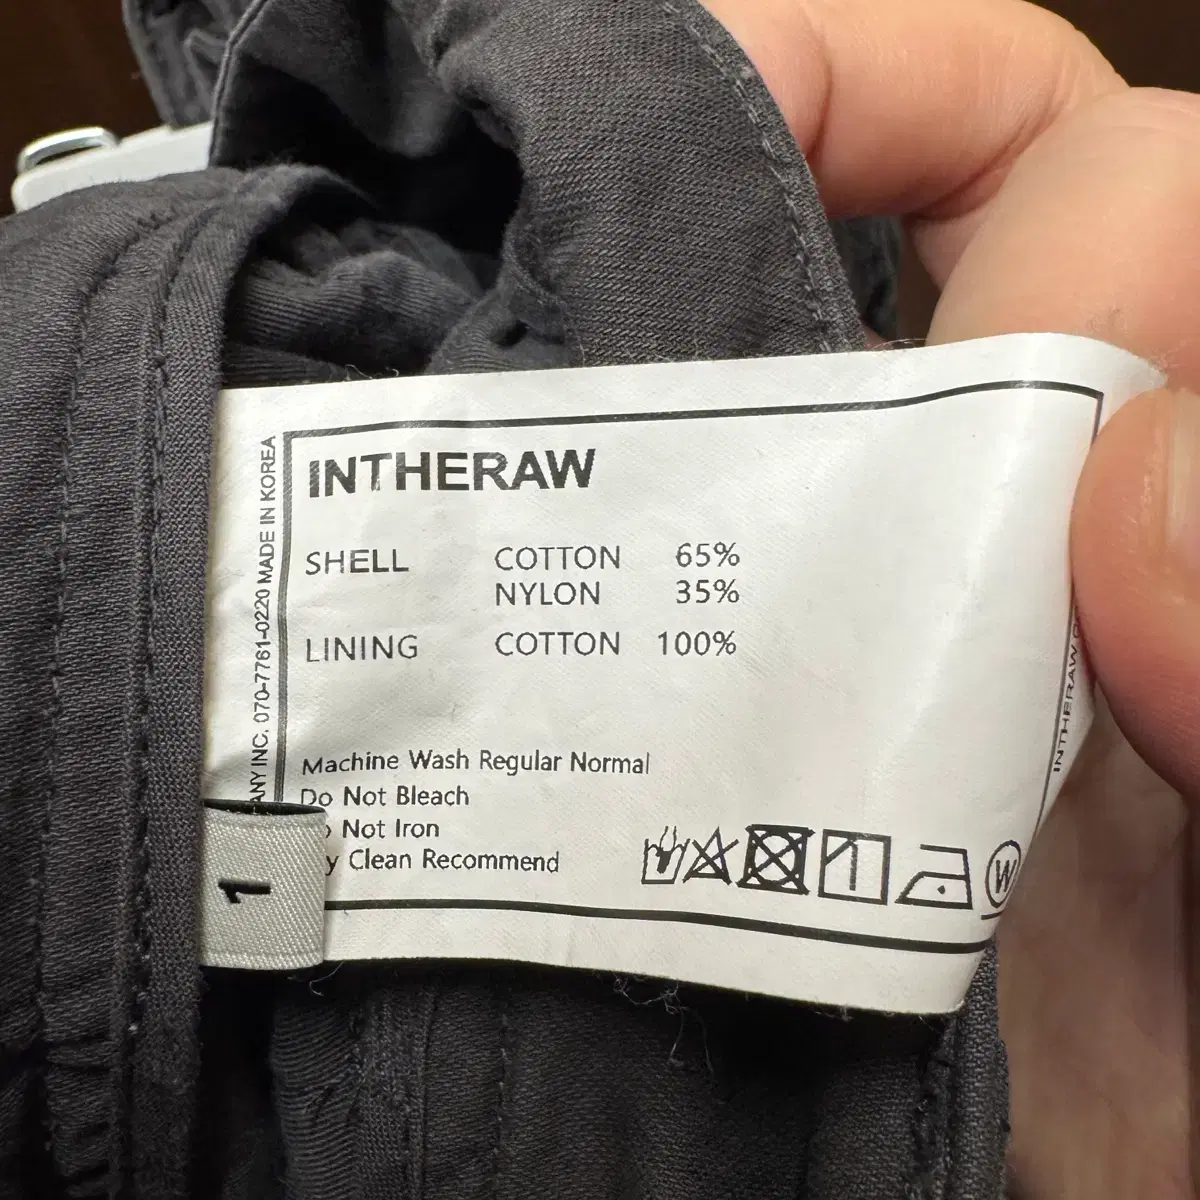 INTHERAW
SHELL COTTON 65%
NYLON 35%
LINING COTTON 100%
Machine Wash Regular Normal
Do Not Bleach
Not Iron
Clean Recommend
W
1
INC. 070-7761-0220 MADE IN KOREA
INTHERAW